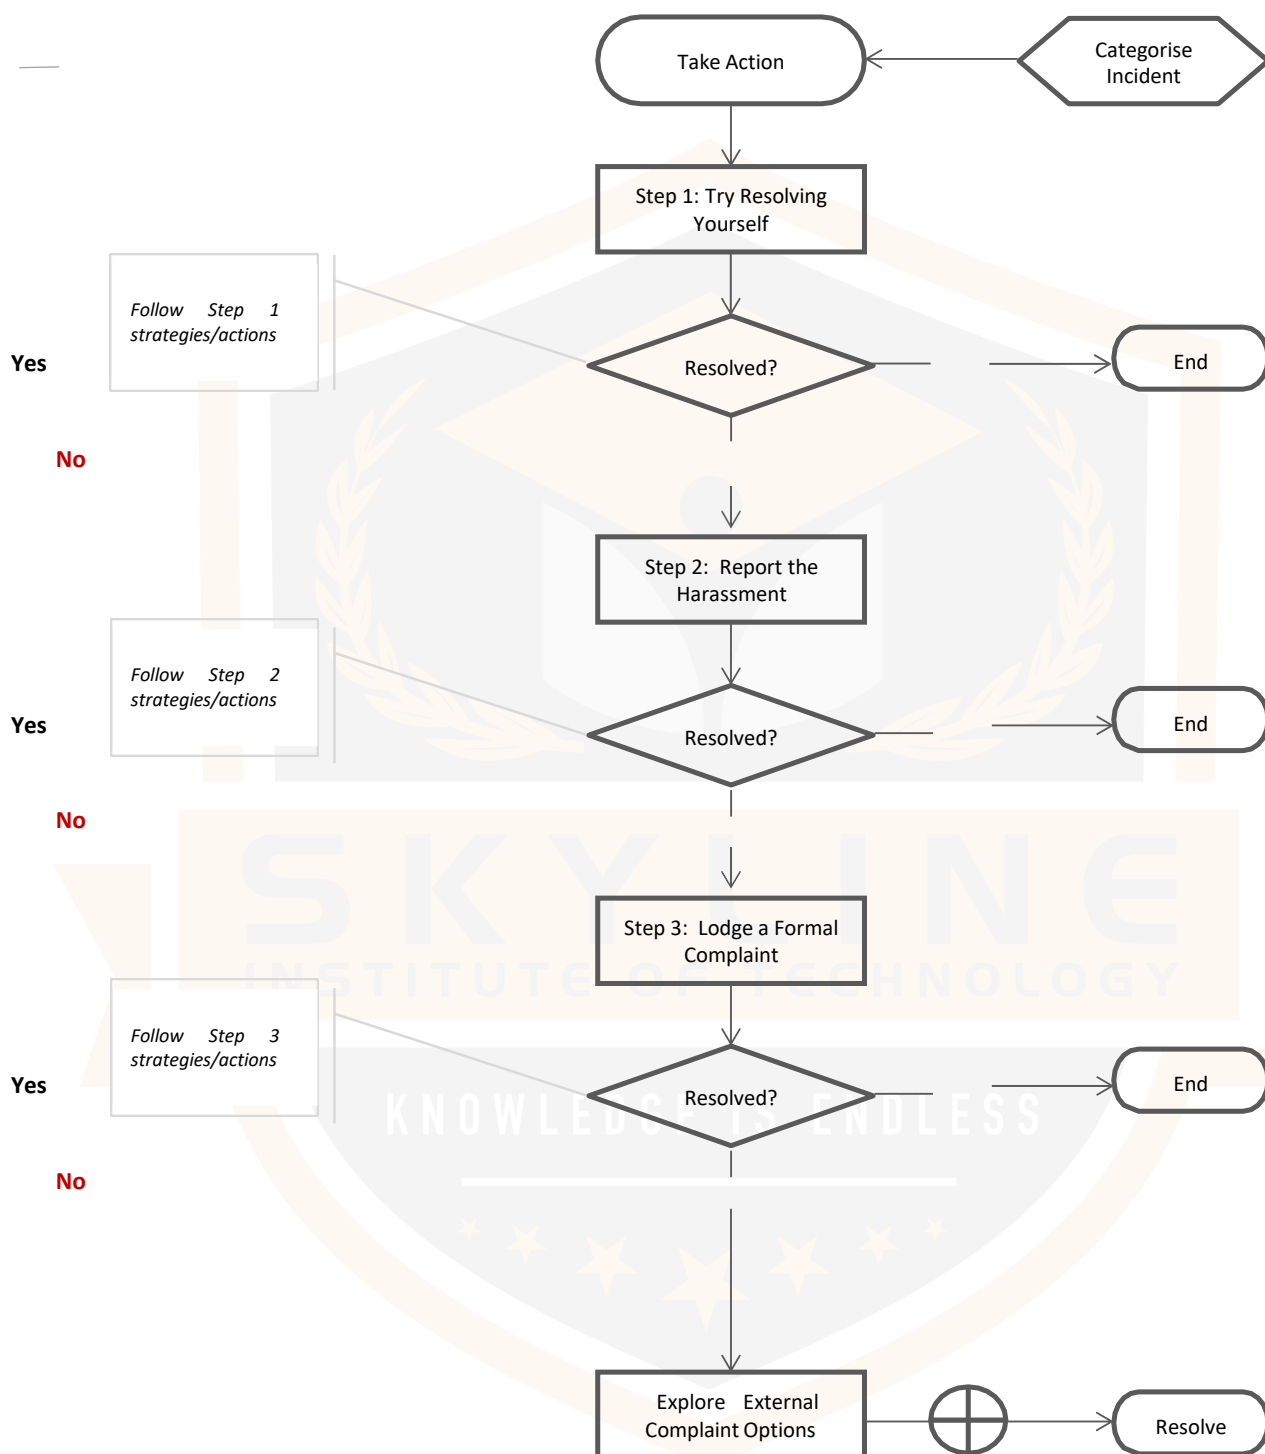 Take Action
Categorise
Incident
Step 1: Try Resolving
Yourself
Follow Step 1
strategies/actions
Yes
Resolved?
End
No
Step 2: Report the
Harassment
Follow Step 2
strategies/actions
Yes
Resolved?
End
No
SKYLINE
Step 3: Lodge a Formal
Complaint
INSTITUTE OF TECHNOLOGY
Follow Step 3
strategies/actions
Yes
Resolved?
End
KNOWLEDGE IS ENDLESS
No
Explore External
Complaint Options
Resolve